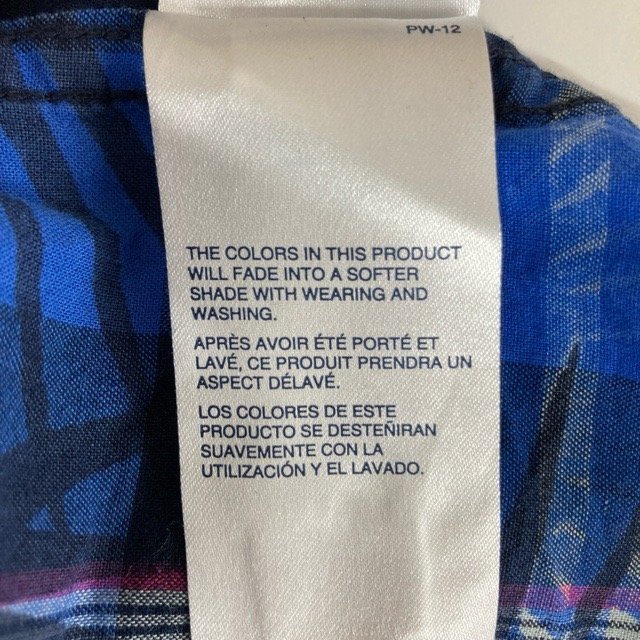 PW-12
THE COLORS IN THIS PRODUCT
WILL FADE INTO A SOFTER
SHADE WITH WEARING AND
WASHING.
APRÈS AVOIR ÉTÉ PORTÉ ET
LAVÉ, CE PRODUIT PRENDRA UN
ASPECT DÉLAVÉ.
LOS COLORES DE ESTE
PRODUCTO SE DESTEÑIRAN
SUAVEMENTE CON LA
UTILIZACIÓN Y EL LAVADO.